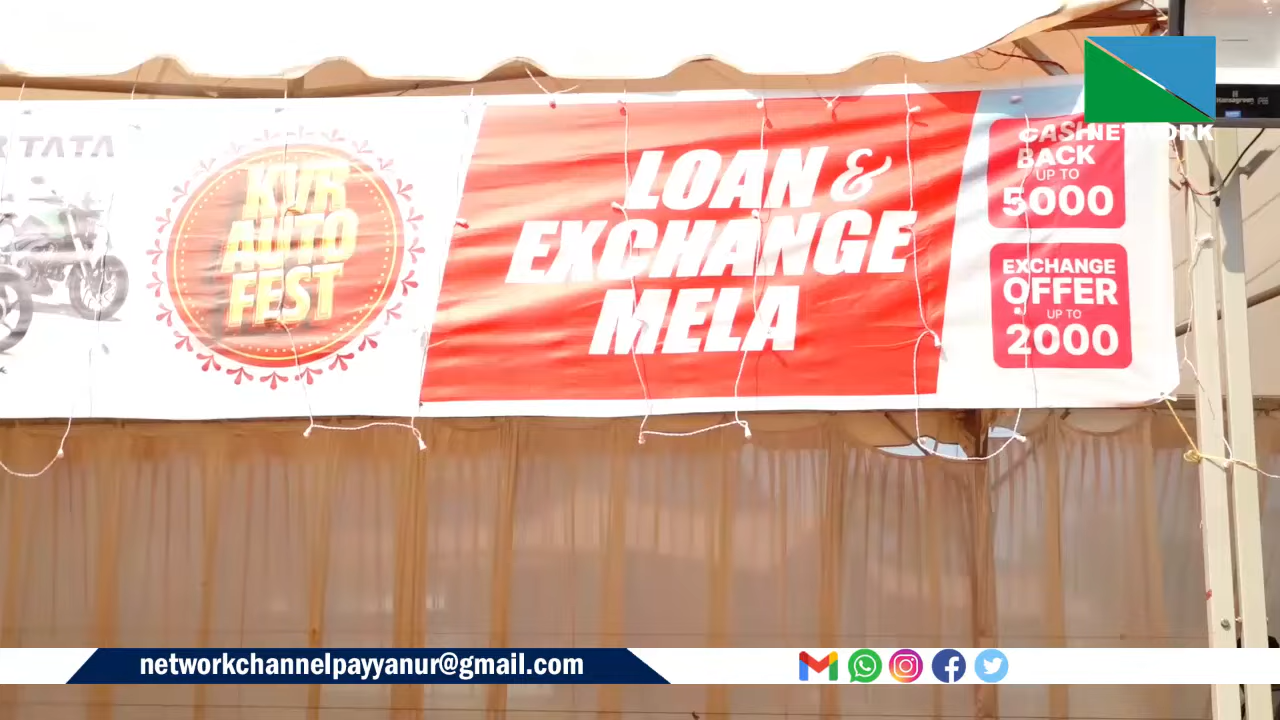 TATA
KVR
AUTO
FEST
LOAN &
EXCHANGE
MELA
CASH
BACK
UP TO
5000
EXCHANGE
OFFER
UP TO
2000
NETWORK
networkchannelpayyanur@gmail.com